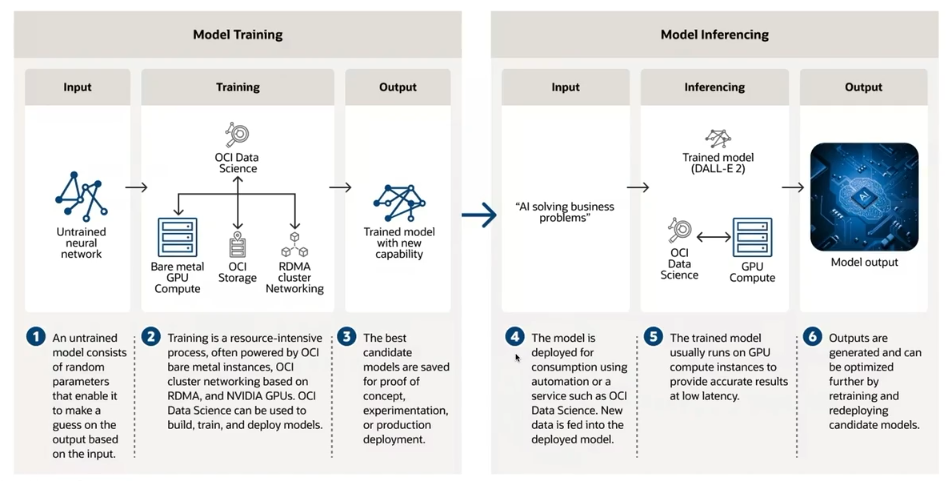 Model Training
Input
Training
Output
Untrained
neural
network
OCI Data
Science
Bare metal
GPU
Compute
OCI
Storage
RDMA
cluster
Networking
Trained model
with new
capability
1
An untrained
model consists
of random
parameters
that enable it
to make a
guess on the
output based
on the input.
2
Training is a resource-intensive
process, often powered by OCI
bare metal instances, OCI
cluster networking based on
RDMA, and NVIDIA GPUs. OCI
Data Science can be used to
build, train, and deploy models.
3
The best
candidate
models are saved
for proof of
concept,
experimentation,
or production
deployment.
Model Inferencing
Input
Inferencing
Output
“AI solving business
problems”
Trained model
(DALL-E 2)
OCI
Data
Science
GPU
Compute
AI
Model output
4
The model is
deployed for
consumption using
automation or a
service such as OCI
Data Science. New
data is fed into the
deployed model.
5
The trained model
usually runs on GPU
compute instances to
provide accurate results
at low latency.
6
Outputs are
generated and can
be optimized
further by
retraining and
redeploying
candidate models.